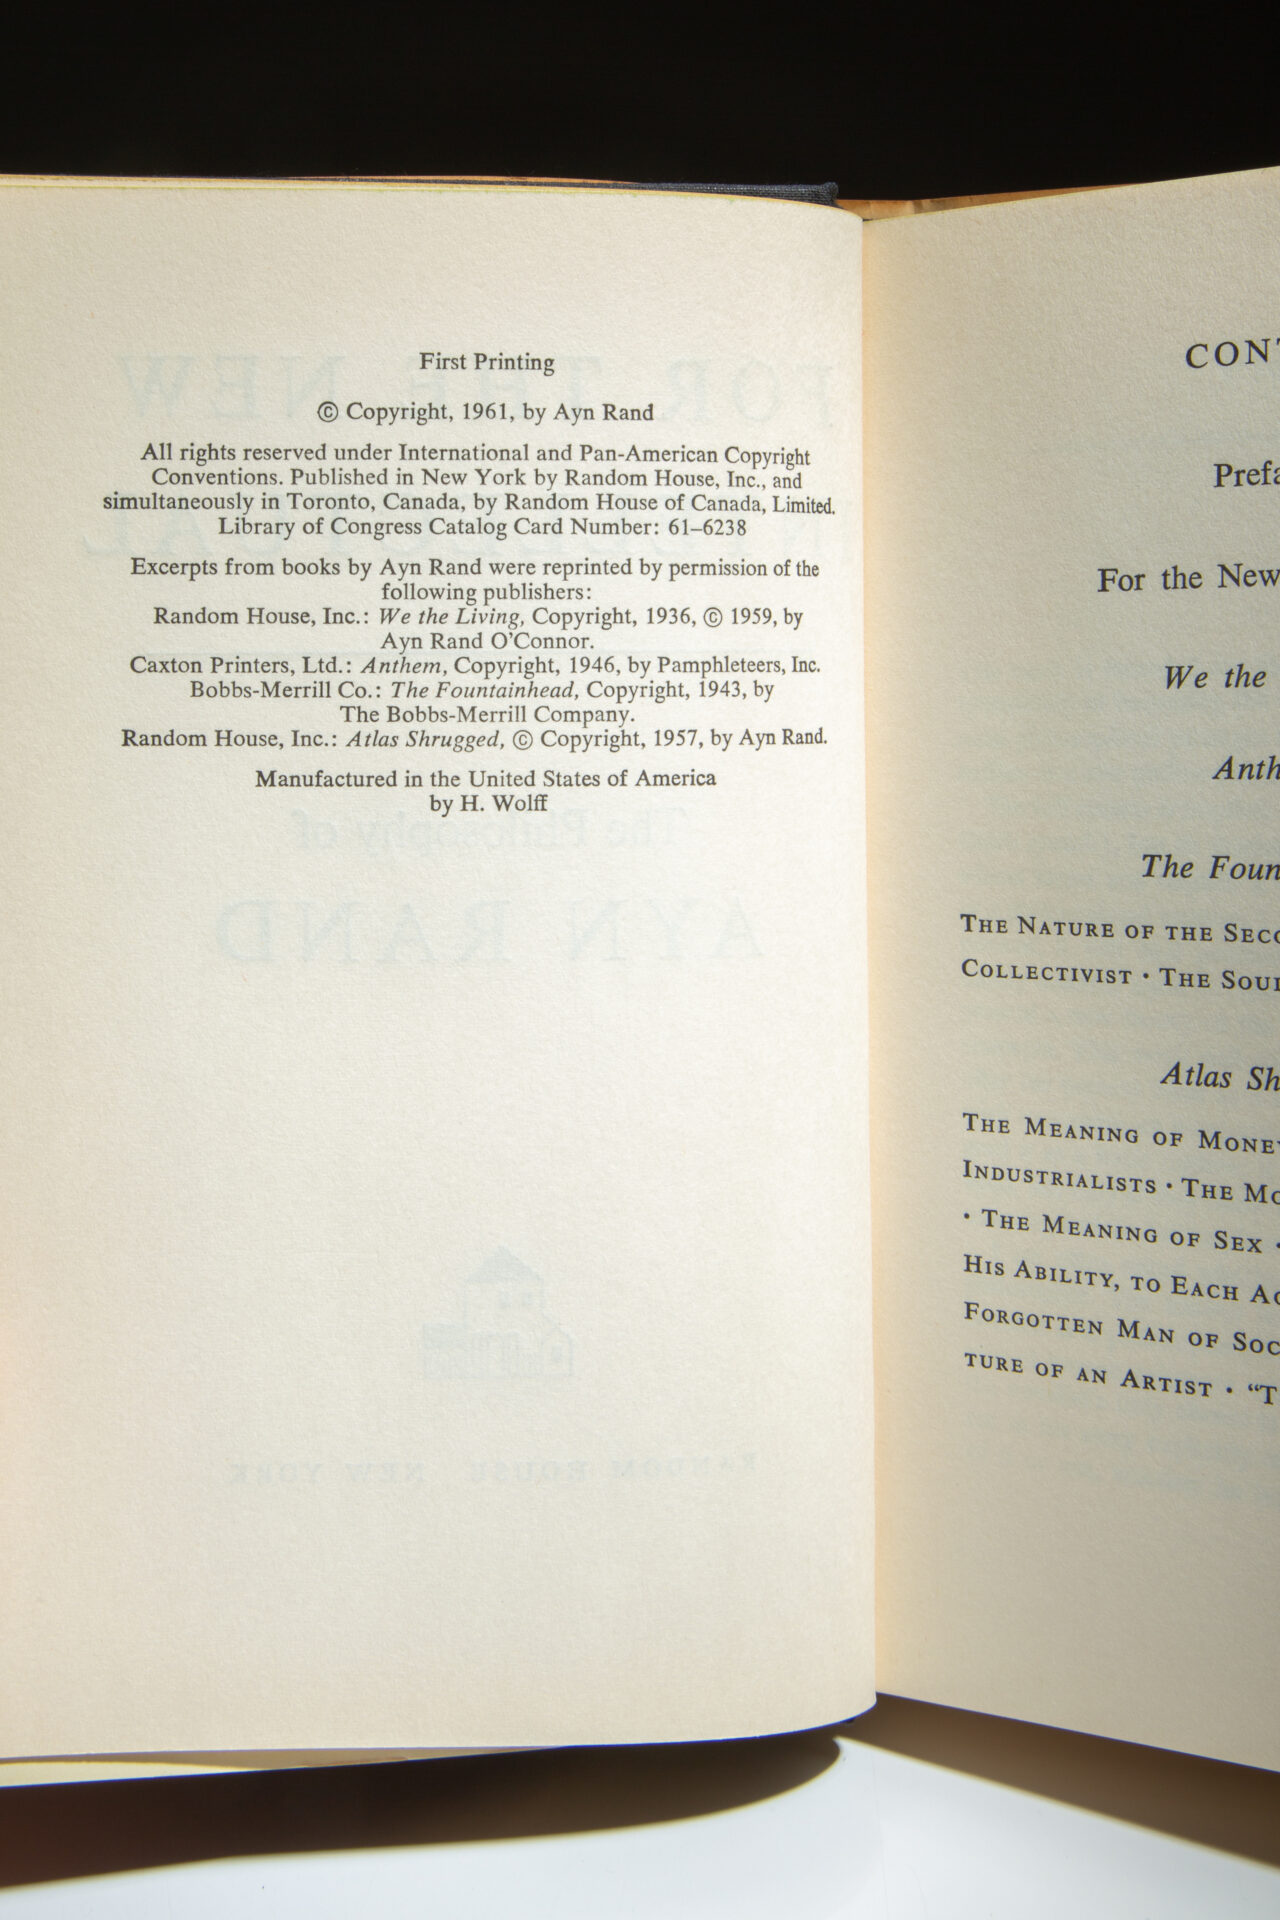 First Printing
© Copyright, 1961, by Ayn Rand
All rights reserved under International and Pan-American Copyright
Conventions. Published in New York by Random House, Inc., and
simultaneously in Toronto, Canada, by Random House of Canada, Limited.
Library of Congress Catalog Card Number: 61–6238
Excerpts from books by Ayn Rand were reprinted by permission of the
following publishers:
Random House, Inc.: We the Living, Copyright, 1936, © 1959, by
Ayn Rand O'Connor.
Caxton Printers, Ltd.: Anthem, Copyright, 1946, by Pamphleteers, Inc.
Bobbs-Merrill Co.: The Fountainhead, Copyright, 1943, by
The Bobbs-Merrill Company.
Random House, Inc.: Atlas Shrugged, © Copyright, 1957, by Ayn Rand.
Manufactured in the United States of America
by H. Wolff
CONT
Prefa
For the New
We the
Anth
The Foun
THE NATURE OF THE SECO
COLLECTIVIST • THE SOUL
Atlas Sh
THE MEANING OF MONEY
INDUSTRIALISTS • THE MO
• THE MEANING OF SEX •
HIS ABILITY, TO EACH AC
FORGOTTEN MAN OF SOC
TURE OF AN ARTIST • “T